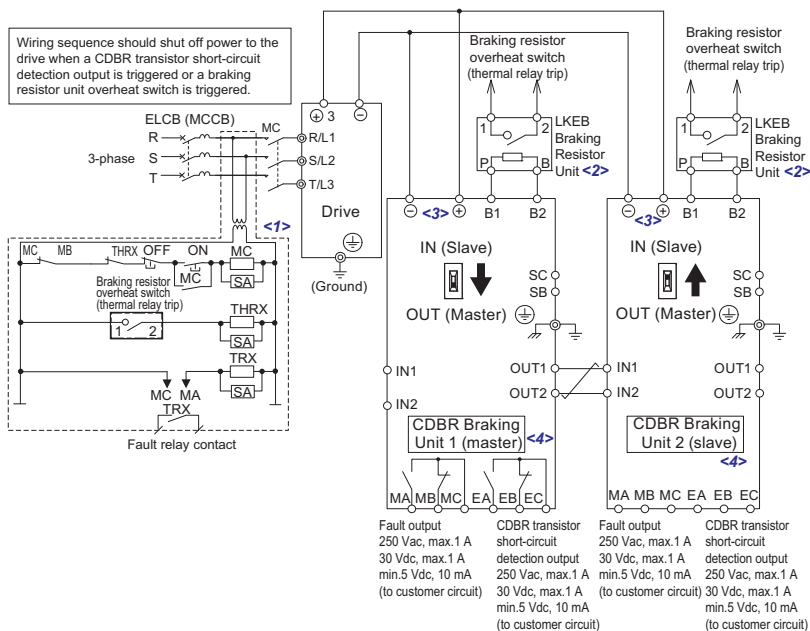 Wiring sequence should shut off power to the
drive when a CDBR transistor short-circuit
detection output is triggered or a braking
resistor unit overheat switch is triggered.
ELCB (MCCB)
MC
R
3-phase S
T
R/L1
S/L2
T/L3
3
Drive
(Ground)
<1>
MC MB THRX OFF ON MC
MC
SA
Braking resistor
overheat switch
(thermal relay trip)
1 2
THRX
SA
TRX
SA
MC MA
TRX
Fault relay contact
Braking resistor
overheat switch
(thermal relay trip)
1 2
P B
LKEB
Braking
Resistor
Unit <2>
<3>
B1 B2
IN (Slave)
OUT (Master)
SC
SB
IN1
IN2
OUT1
OUT2
CDBR Braking
Unit 1 (master)
<4>
MA MB MC EA EB EC
Fault output
250 Vac, max.1 A
30 Vdc, max.1 A
min.5 Vdc, 10 mA
(to customer circuit)
CDBR transistor
short-circuit
detection output
250 Vac, max.1 A
30 Vdc, max.1 A
min.5 Vdc, 10 mA
(to customer circuit)
Braking resistor
overheat switch
(thermal relay trip)
1 2
P B
LKEB
Braking
Resistor
Unit <2>
<3>
B1 B2
IN (Slave)
OUT (Master)
SC
SB
IN1
IN2
OUT1
OUT2
CDBR Braking
Unit 2 (slave)
<4>
MA MB MC EA EB EC
Fault output
250 Vac, max.1 A
30 Vdc, max.1 A
min.5 Vdc, 10 mA
(to customer circuit)
CDBR transistor
short-circuit
detection output
250 Vac, max.1 A
30 Vdc, max.1 A
min.5 Vdc, 10 mA
(to customer circuit)